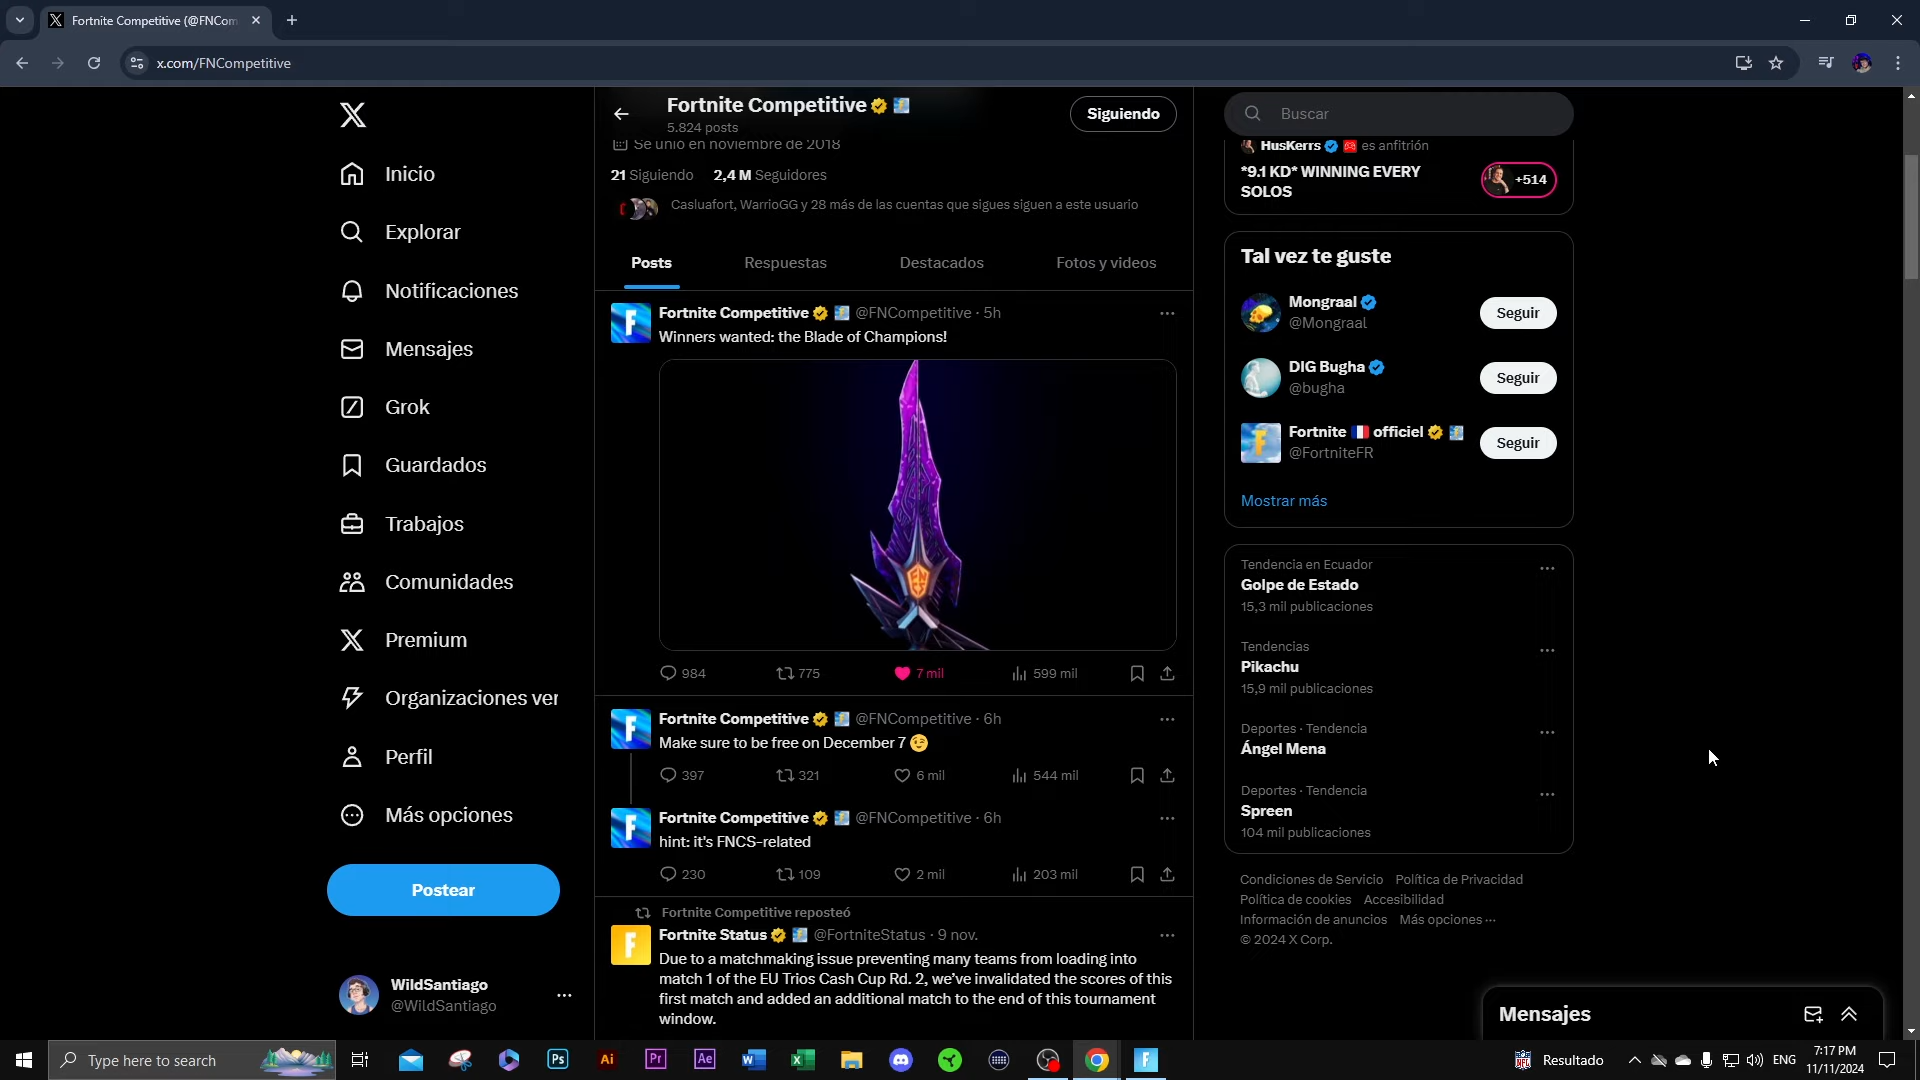 Fortnite Competitive (@FNCom
x.com/FNCompetitive
Inicio
Explorar
Notificaciones
Mensajes
Grok
Guardados
Trabajos
Comunidades
Premium
Organizaciones ver
Perfil
Más opciones
Postear
WildSantiago
@WildSantiago
Fortnite Competitive
5.824 posts
Siguiendo
Se unió en noviembre de 2018
21 Siguiendo 2,4 M Seguidores
Casluafort, WarrioGG y 28 más de las cuentas que sigues siguen a este usuario
Posts Respuestas Destacados Fotos y videos
Fortnite Competitive @FNCompetitive · 5h
Winners wanted: the Blade of Champions!
984 775 7 mil 599 mil
Fortnite Competitive @FNCompetitive · 6h
Make sure to be free on December 7 😉
397 321 6 mil 544 mil
Fortnite Competitive @FNCompetitive · 6h
hint: it's FNCS-related
230 109 2 mil 203 mil
Fortnite Competitive reposteó
Fortnite Status @FortniteStatus · 9 nov.
Due to a matchmaking issue preventing many teams from loading into
match 1 of the EU Trios Cash Cup Rd. 2, we've invalidated the scores of this
first match and added an additional match to the end of this tournament
window.
Buscar
HusKerrs es anfitrión
*9.1 KD* WINNING EVERY
SOLOS
+514
Tal vez te guste
Mongraal
@Mongraal
Seguir
DIG Bugha
@bugha
Seguir
Fortnite 🇫🇷 officiel
@FortniteFR
Seguir
Mostrar más
Tendencia en Ecuador
Golpe de Estado
15,3 mil publicaciones
Tendencias
Pikachu
15,9 mil publicaciones
Deportes · Tendencia
Ángel Mena
Deportes · Tendencia
Spreen
104 mil publicaciones
Condiciones de Servicio Política de Privacidad
Política de cookies Accesibilidad
Información de anuncios Más opciones ···
© 2024 X Corp.
Mensajes
Type here to search
Ps
Ai
Pr
Ae
Resultado
ENG
7:17 PM
11/11/2024